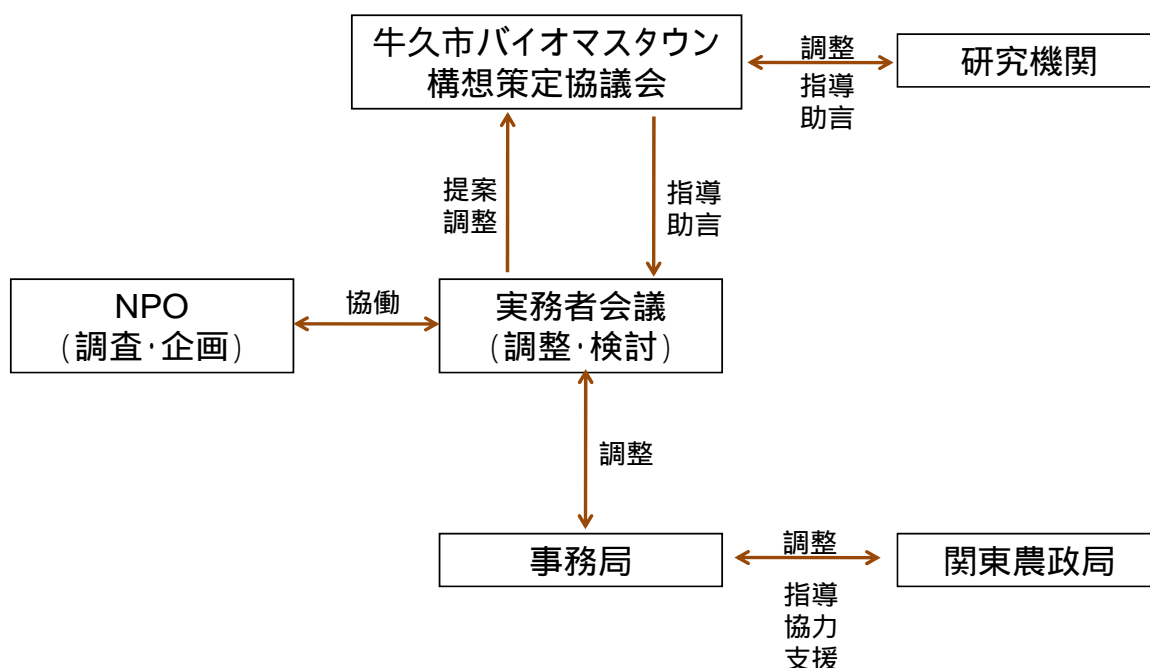 牛久市バイオマスタウン
構想策定協議会
調整
指導
助言
研究機関
提案
調整
指導
助言
NPO
(調査・企画)
協働
実務者会議
(調整・検討)
調整
事務局
調整
指導
協力
支援
関東農政局